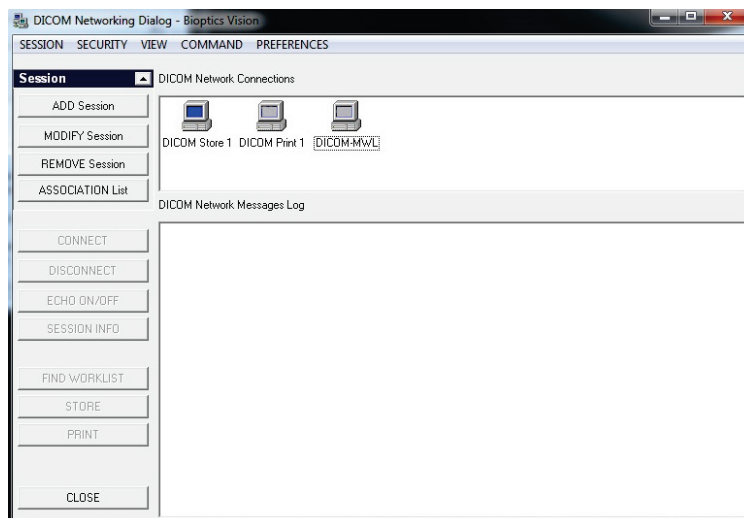 DICOM Networking Dialog - Bioptics Vision
SESSION SECURITY VIEW COMMAND PREFERENCES
Session
DICOM Network Connections
ADD Session
MODIFY Session
REMOVE Session
ASSOCIATION List
DICOM Store 1 DICOM Print 1 DICOM-MWL
DICOM Network Messages Log
CONNECT
DISCONNECT
ECHO ON/OFF
SESSION INFO
FIND WORKLIST
STORE
PRINT
CLOSE